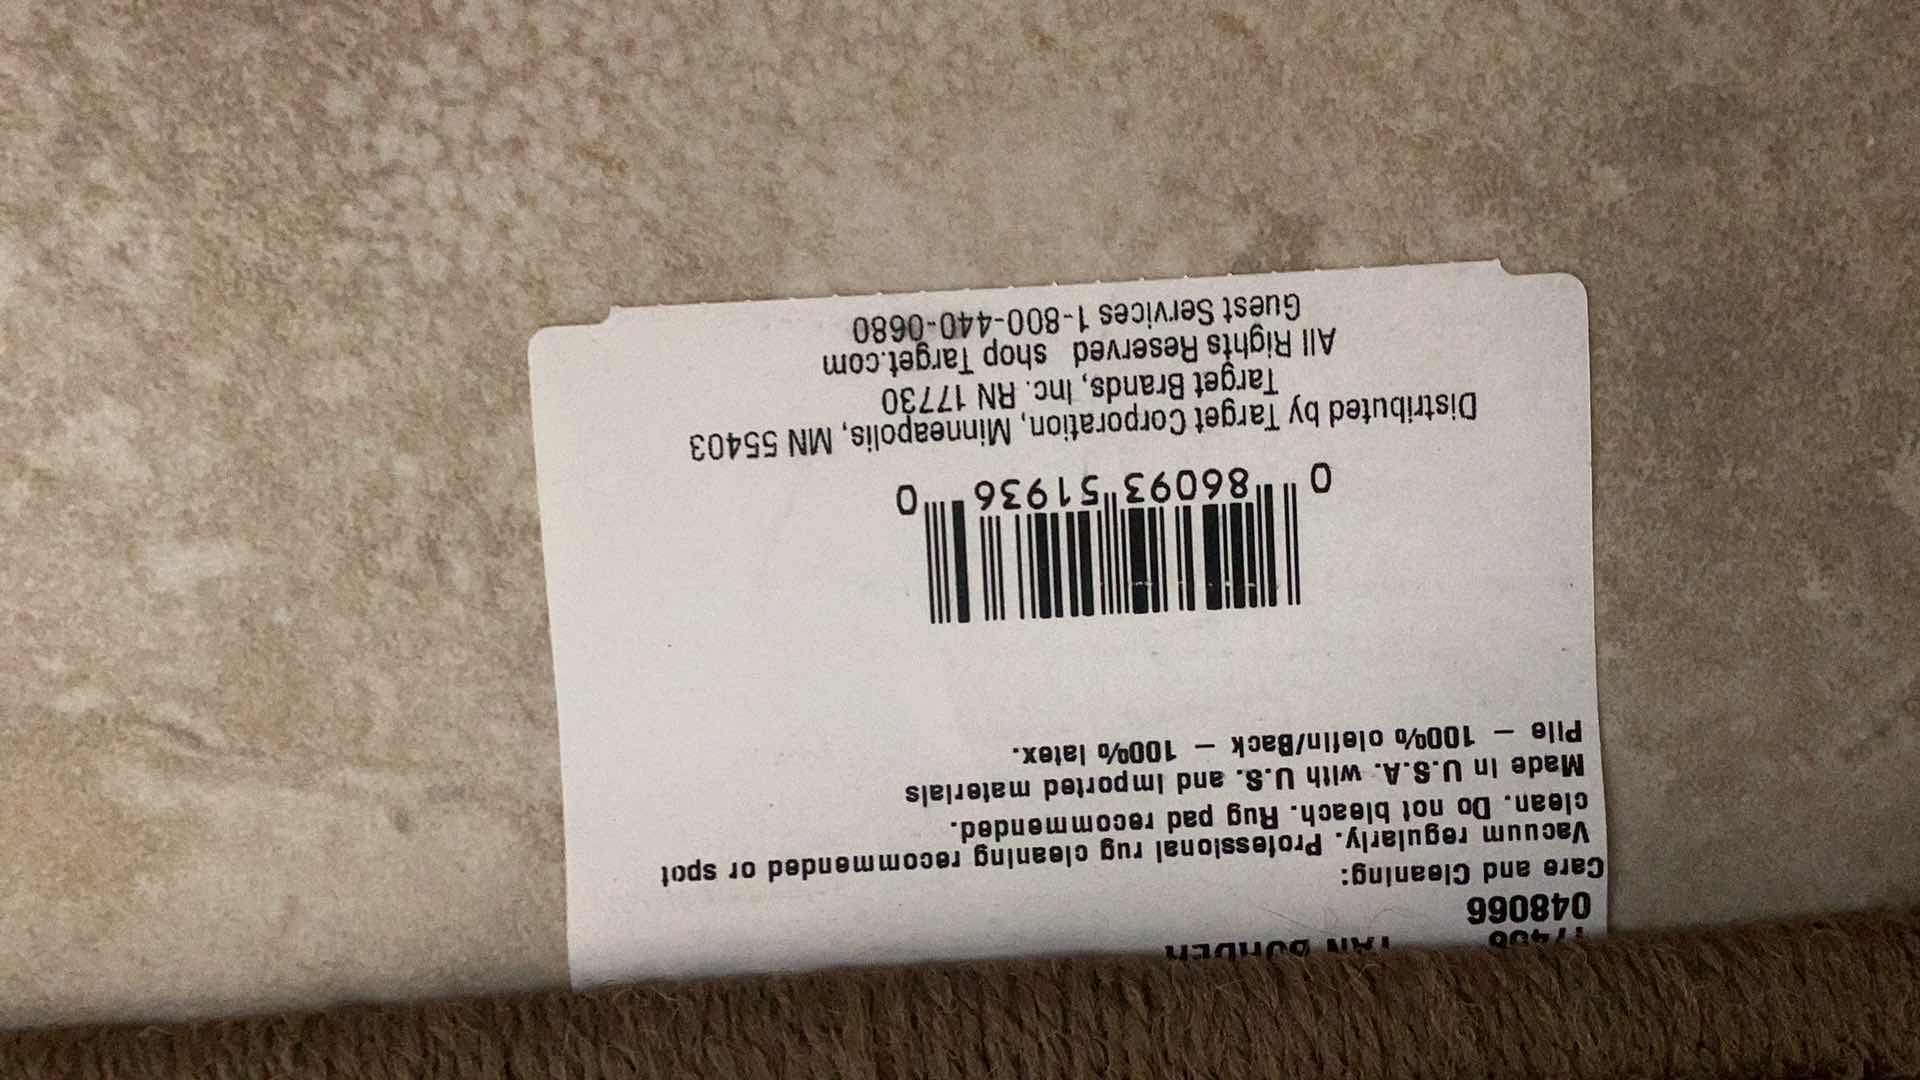 TAN BORDER
048066
Care and Cleaning:
Vacuum regularly. Professional rug cleaning recommended or spot
clean. Do not bleach. Rug pad recommended.
Made in U.S.A. with U.S. and imported materials
Pile – 100% olefin/Back – 100% latex.
0 86093 51936 0
Distributed by Target Corporation, Minneapolis, MN 55403
Target Brands, Inc. RN 17730
All Rights Reserved shop Target.com
Guest Services 1-800-440-0680